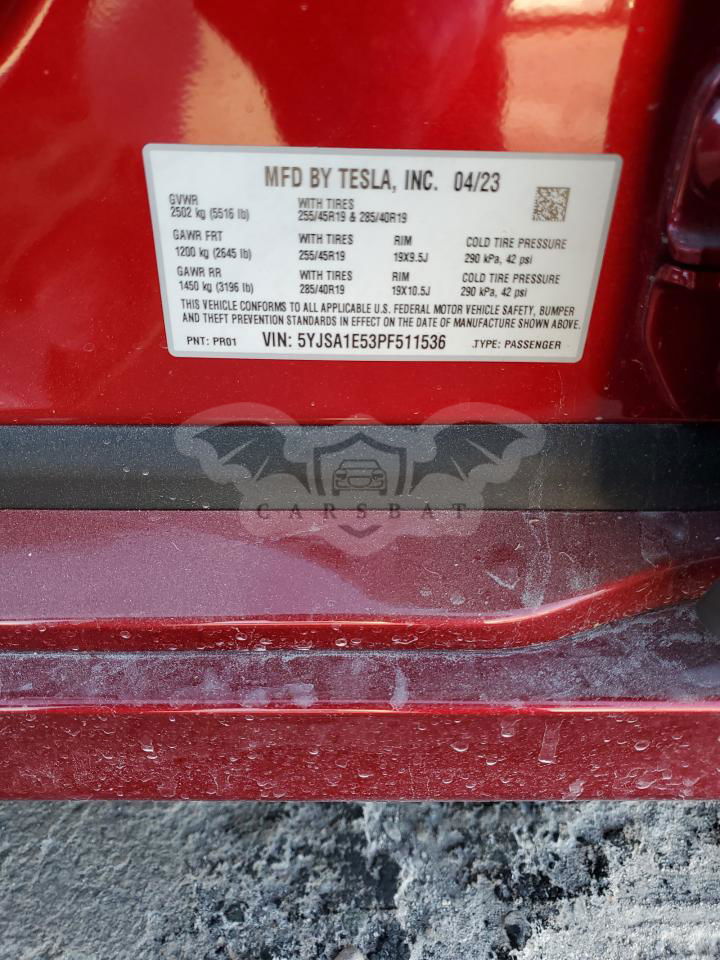 MFD BY TESLA, INC. 04/23
GVWR
2502 kg (5516 lb)
WITH TIRES
255/45R19 & 285/40R19
GAWR FRT
1200 kg (2645 lb)
WITH TIRES
255/45R19
RIM
19X9.5J
COLD TIRE PRESSURE
290 kPa, 42 psi
GAWR RR
1450 kg (3196 lb)
WITH TIRES
285/40R19
RIM
19X10.5J
COLD TIRE PRESSURE
290 kPa, 42 psi
THIS VEHICLE CONFORMS TO ALL APPLICABLE U.S. FEDERAL MOTOR VEHICLE SAFETY, BUMPER
AND THEFT PREVENTION STANDARDS IN EFFECT ON THE DATE OF MANUFACTURE SHOWN ABOVE.
PNT: PR01 VIN: 5YJSA1E53PF511536 TYPE: PASSENGER
CARSBAT